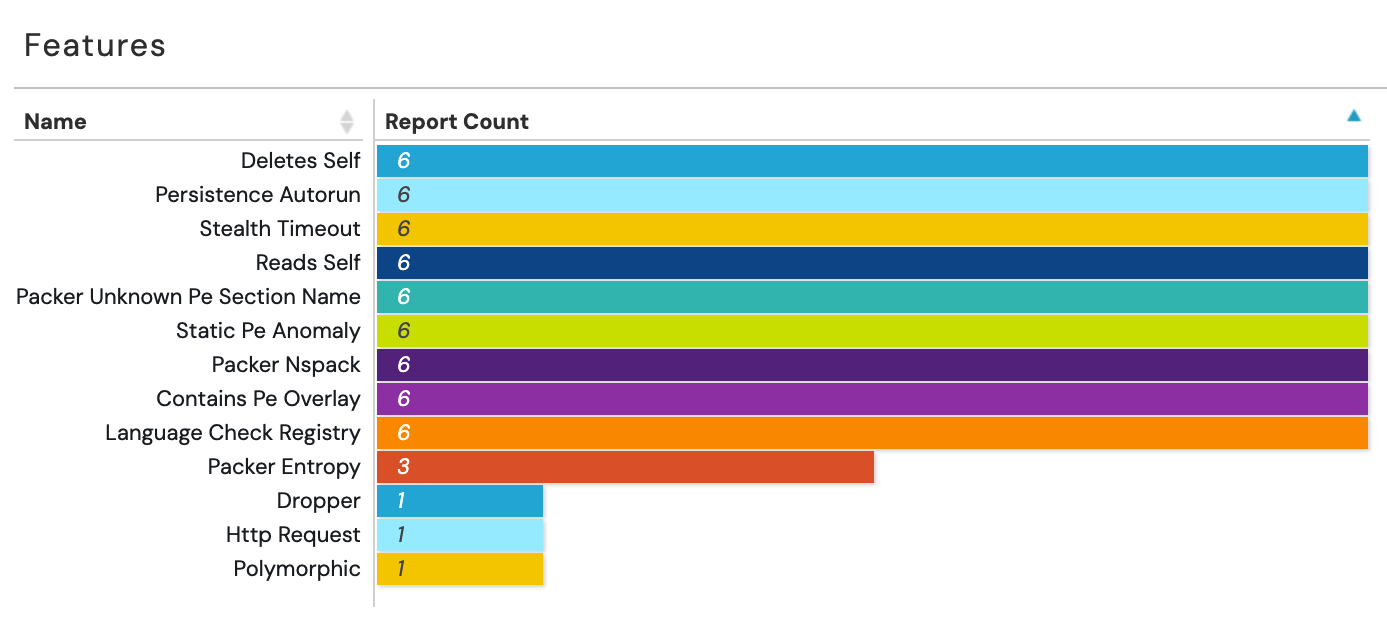 Features
Name Report Count
Deletes Self 6
Persistence Autorun 6
Stealth Timeout 6
Reads Self 6
Packer Unknown Pe Section Name 6
Static Pe Anomaly 6
Packer Nspack 6
Contains Pe Overlay 6
Language Check Registry 6
Packer Entropy 3
Dropper 1
Http Request 1
Polymorphic 1